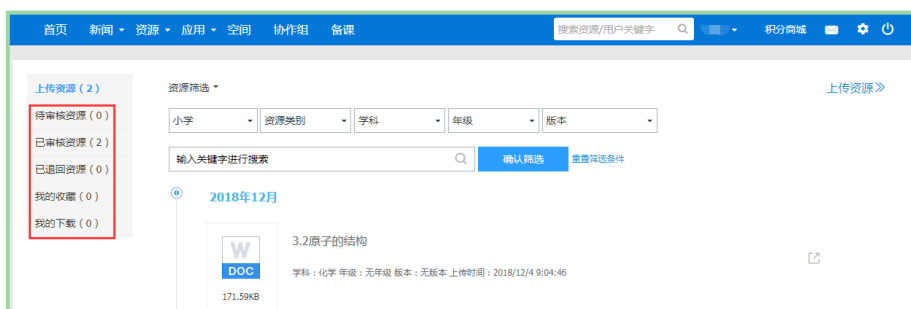 首页 新闻 资源 应用 空间 协作组 备课 搜索资源/用户关键字 积分商城
上传资源（2） 资源筛选 上传资源
待审核资源（0）
小学 资源类别 学科 年级 版本
已审核资源（2）
输入关键字进行搜索 确认筛选 重置筛选条件
已退回资源（0）
我的收藏（0） 2018年12月
我的下载（0）
3.2原子的结构
W
DOC
学科：化学 年级：无年级 版本：无版本 上传时间：2018/12/4 9:04:46
171.59KB